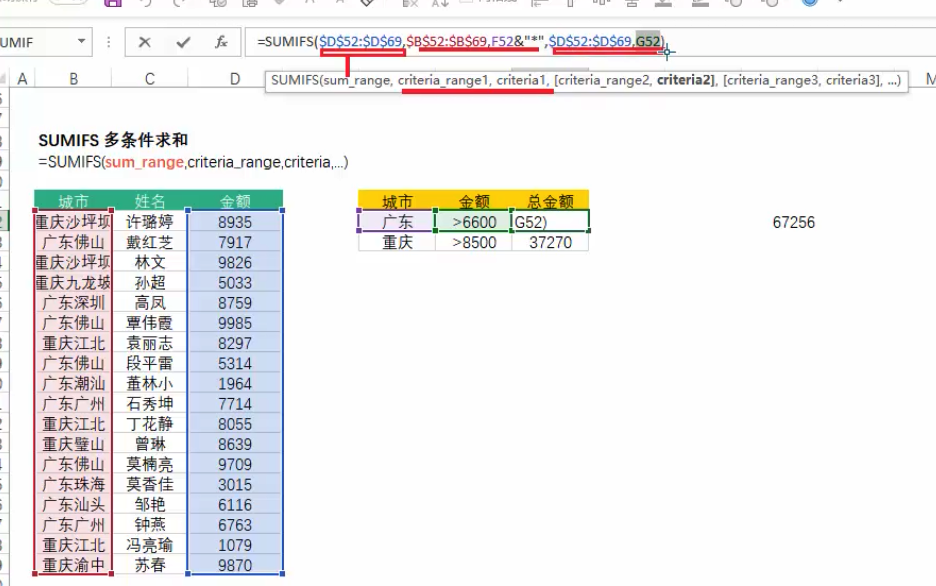 UMIF
fx
=SUMIFS($D$52:$D$69,$B$52:$B$69,F52&"*",$D$52:$D$69,G52)
SUMIFS(sum_range, criteria_range1, criteria1, [criteria_range2, criteria2], [criteria_range3, criteria3], ...)
A B C D
SUMIFS 多条件求和
=SUMIFS(sum_range,criteria_range,criteria,...)
城市 姓名 金额 城市 金额 总金额
重庆沙坪坝 许璐婷 8935 广东 >6600 G52) 67256
广东佛山 戴红芝 7917 重庆 >8500 37270
重庆沙坪坝 林文 9826
重庆九龙坡 孙超 5033
广东深圳 高凤 8759
广东佛山 覃伟霞 9985
重庆江北 袁丽志 8297
广东佛山 段平雷 5314
广东潮汕 董林小 1964
广东广州 石秀坤 7714
重庆江北 丁花静 8055
重庆璧山 曾琳 8639
广东佛山 莫楠亮 9709
广东珠海 莫香佳 3015
广东汕头 邹艳 6116
广东广州 钟燕 6763
重庆江北 冯亮瑜 1079
重庆渝中 苏春 9870